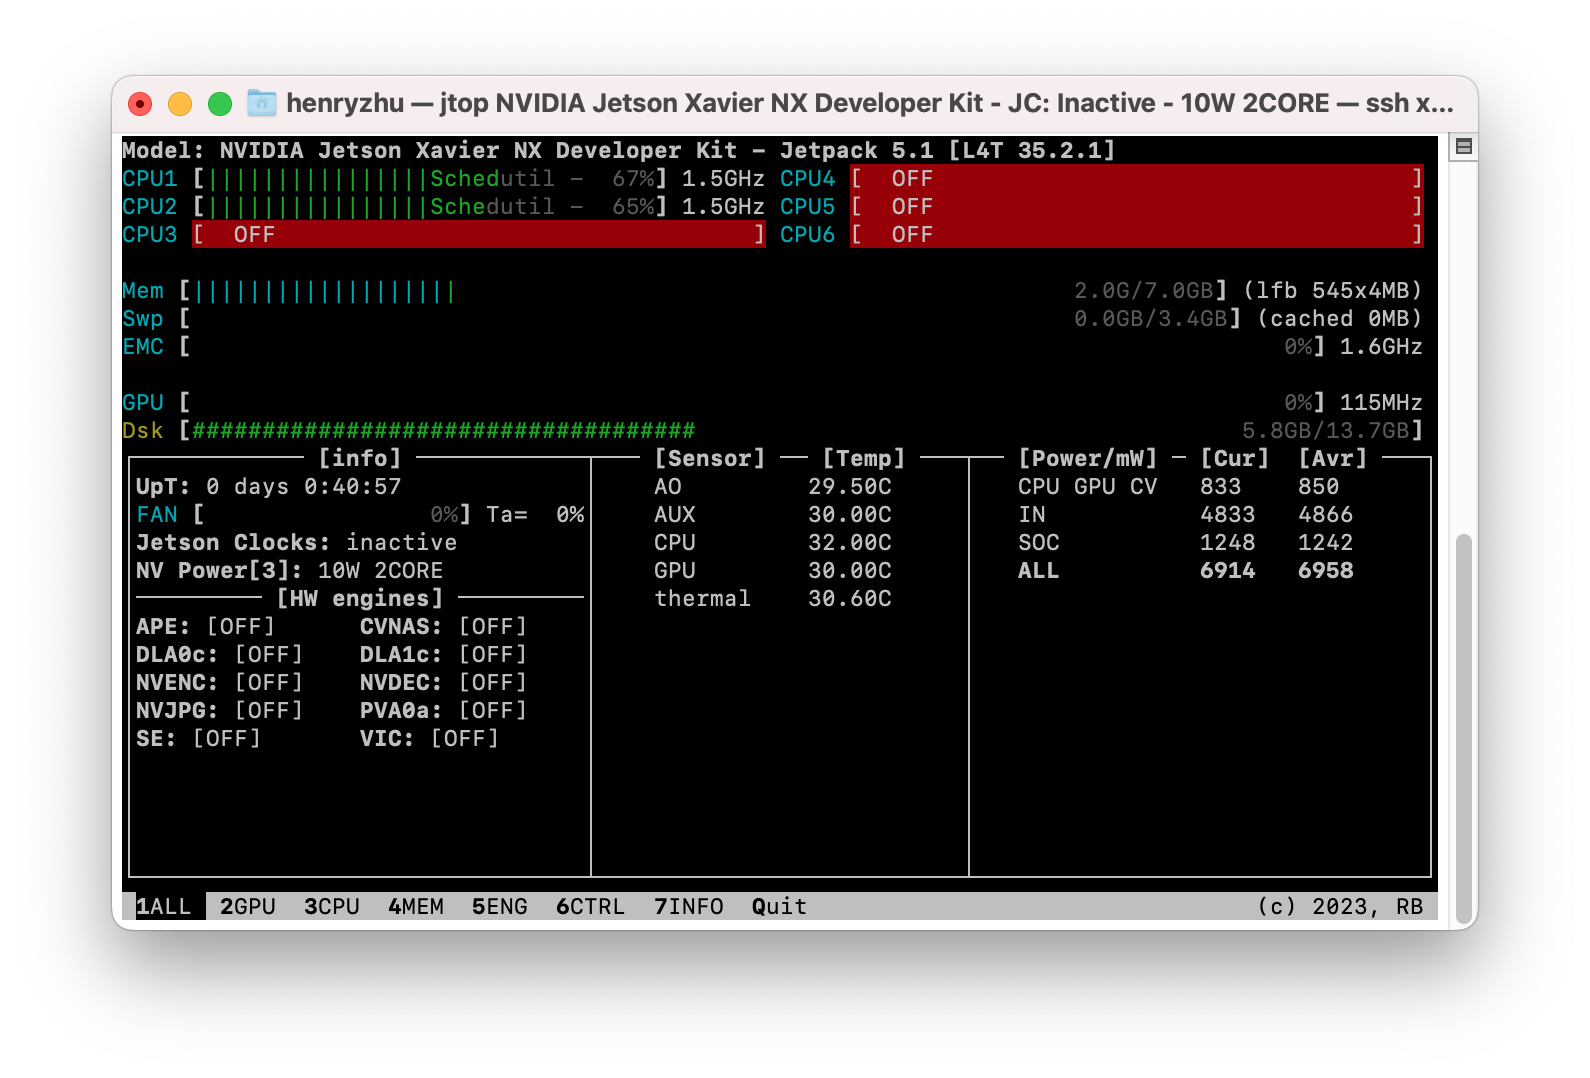 henryzhu — jtop NVIDIA Jetson Xavier NX Developer Kit - JC: Inactive - 10W 2CORE — ssh x...
Model: NVIDIA Jetson Xavier NX Developer Kit - Jetpack 5.1 [L4T 35.2.1]
CPU1 [||||||||||||||||Schedutil - 67%] 1.5GHz CPU4 [ OFF ]
CPU2 [||||||||||||||||Schedutil - 65%] 1.5GHz CPU5 [ OFF ]
CPU3 [ OFF ] CPU6 [ OFF ]
Mem [||||||||||||||||||| 2.0G/7.0GB] (lfb 545x4MB)
Swp [ 0.0GB/3.4GB] (cached 0MB)
EMC [ 0%] 1.6GHz
GPU [ 0%] 115MHz
Dsk [#################################### 5.8GB/13.7GB]
[info] [Sensor] [Temp] [Power/mW] [Cur] [Avr]
UpT: 0 days 0:40:57 AO 29.50C CPU GPU CV 833 850
FAN [ 0%] Ta= 0% AUX 30.00C IN 4833 4866
Jetson Clocks: inactive CPU 32.00C SOC 1248 1242
NV Power[3]: 10W 2CORE GPU 30.00C ALL 6914 6958
[HW engines] thermal 30.60C
APE: [OFF] CVNAS: [OFF]
DLA0c: [OFF] DLA1c: [OFF]
NVENC: [OFF] NVDEC: [OFF]
NVJPG: [OFF] PVA0a: [OFF]
SE: [OFF] VIC: [OFF]
1ALL 2GPU 3CPU 4MEM 5ENG 6CTRL 7INFO Quit (c) 2023, RB